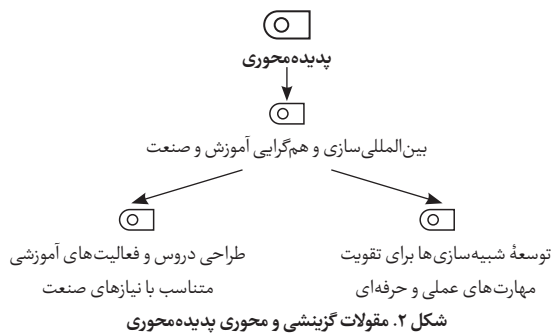 پدیده‌محوری
بین‌المللی‌سازی و هم‌گرایی آموزش و صنعت
توسعهٔ شبیه‌سازی‌ها برای تقویت
مهارت‌های عملی و حرفه‌ای
طراحی دروس و فعالیت‌های آموزشی
متناسب با نیازهای صنعت
شکل ۲. مقولات گزینشی و محوری پدیده‌محوری